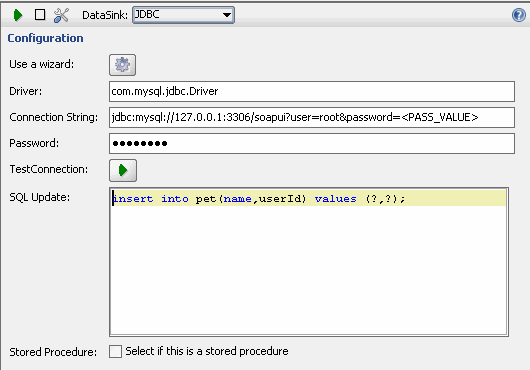 DataSink: JDBC
Configuration
Use a wizard:
Driver: com.mysql.jdbc.Driver
Connection String: jdbc:mysql://127.0.0.1:3306/soapui?user=root&password=<PASS_VALUE>
Password: ●●●●●●●●
TestConnection:
SQL Update: insert into pet(name,userId) values (?,?);
Stored Procedure: Select if this is a stored procedure